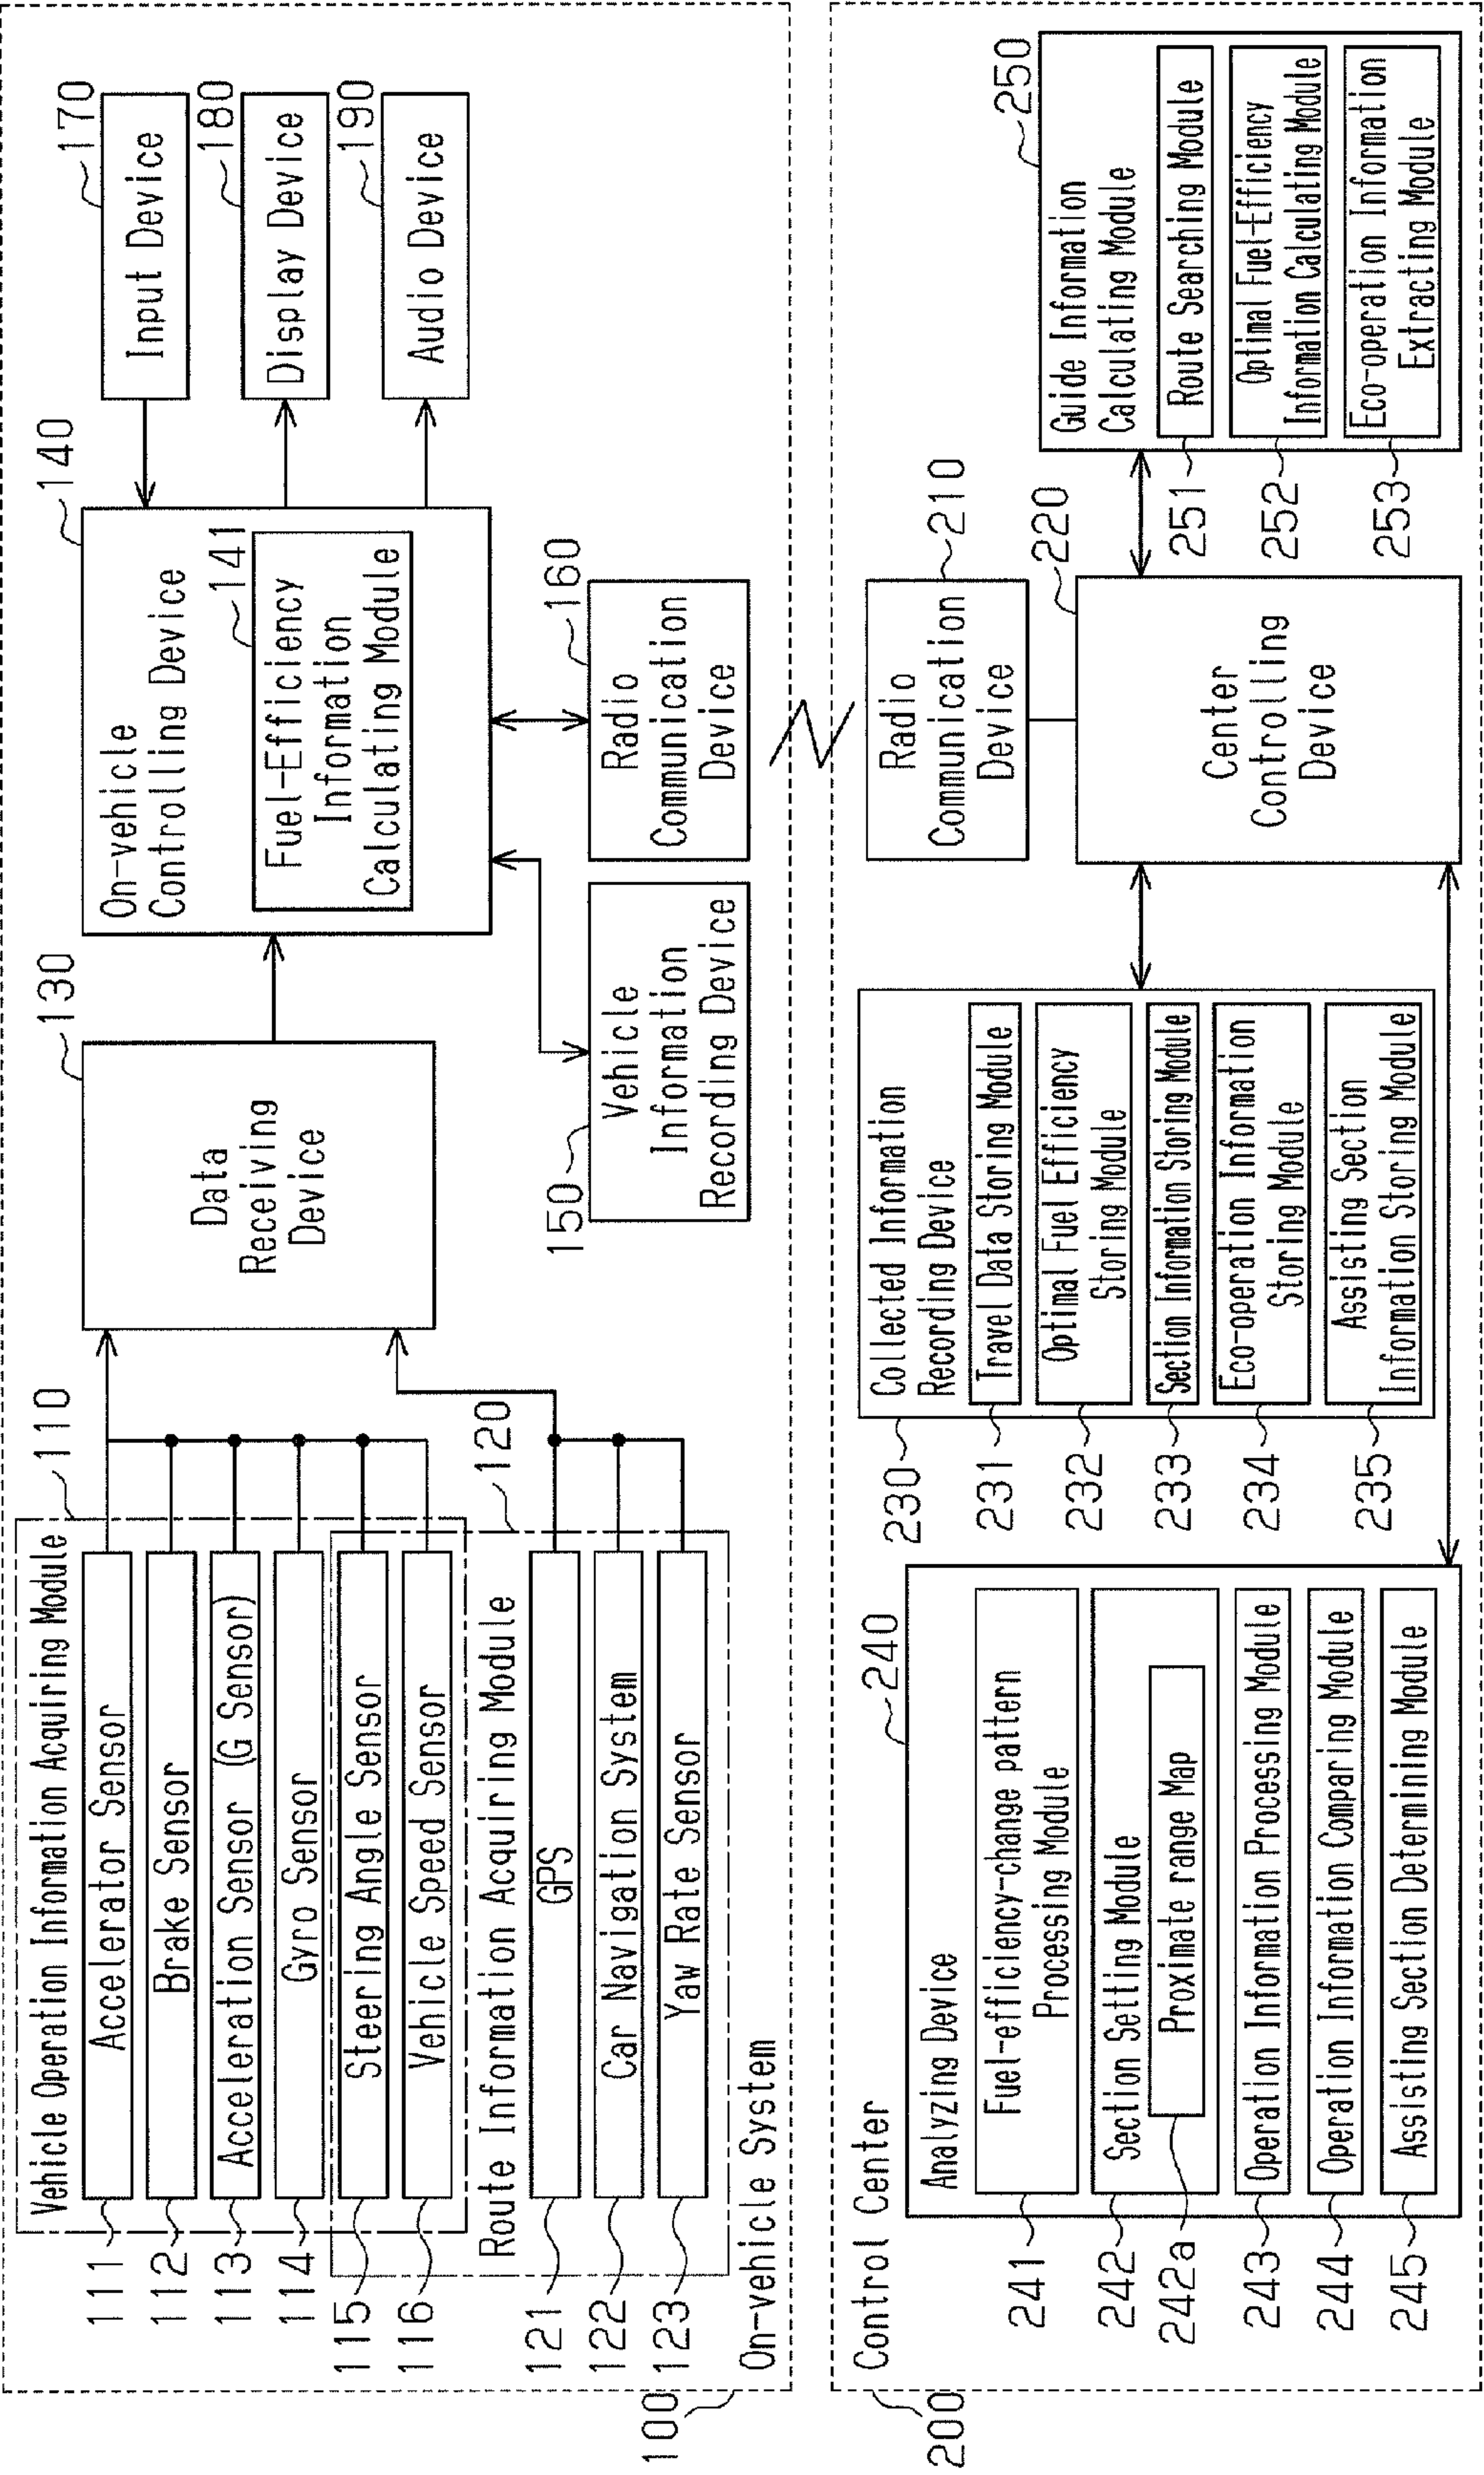 110
Vehicle Operation Information Acquiring Module
111
Accelerator Sensor
112
Brake Sensor
113
Acceleration Sensor (G Sensor)
114
Gyro Sensor
115
Steering Angle Sensor
116
Vehicle Speed Sensor
120
Route Information Acquiring Module
121
GPS
122
Car Navigation System
123
Yaw Rate Sensor
On-vehicle System
100
130
Data
Receiving
Device
140
On-vehicle
Controlling Device
141
Fuel-Efficiency
Information
Calculating Module
150
Vehicle
Information
Recording Device
160
Radio
Communication
Device
170
Input Device
180
Display Device
190
Audio Device
Control Center
200
240
Analyzing Device
241
Fuel-efficiency-change pattern
Processing Module
242
Section Setting Module
242a
Proximate range Map
243
Operation Information Processing Module
244
Operation Information Comparing Module
245
Assisting Section Determining Module
230
Collected Information
Recording Device
231
Travel Data Storing Module
232
Optimal Fuel Efficiency
Storing Module
233
Section Information Storing Module
234
Eco-operation Information
Storing Module
235
Assisting Section
Information Storing Module
210
Radio
Communication
Device
220
Center
Controlling
Device
250
Guide Information
Calculating Module
251
Route Searching Module
252
Optimal Fuel-Efficiency
Information Calculating Module
253
Eco-operation Information
Extracting Module